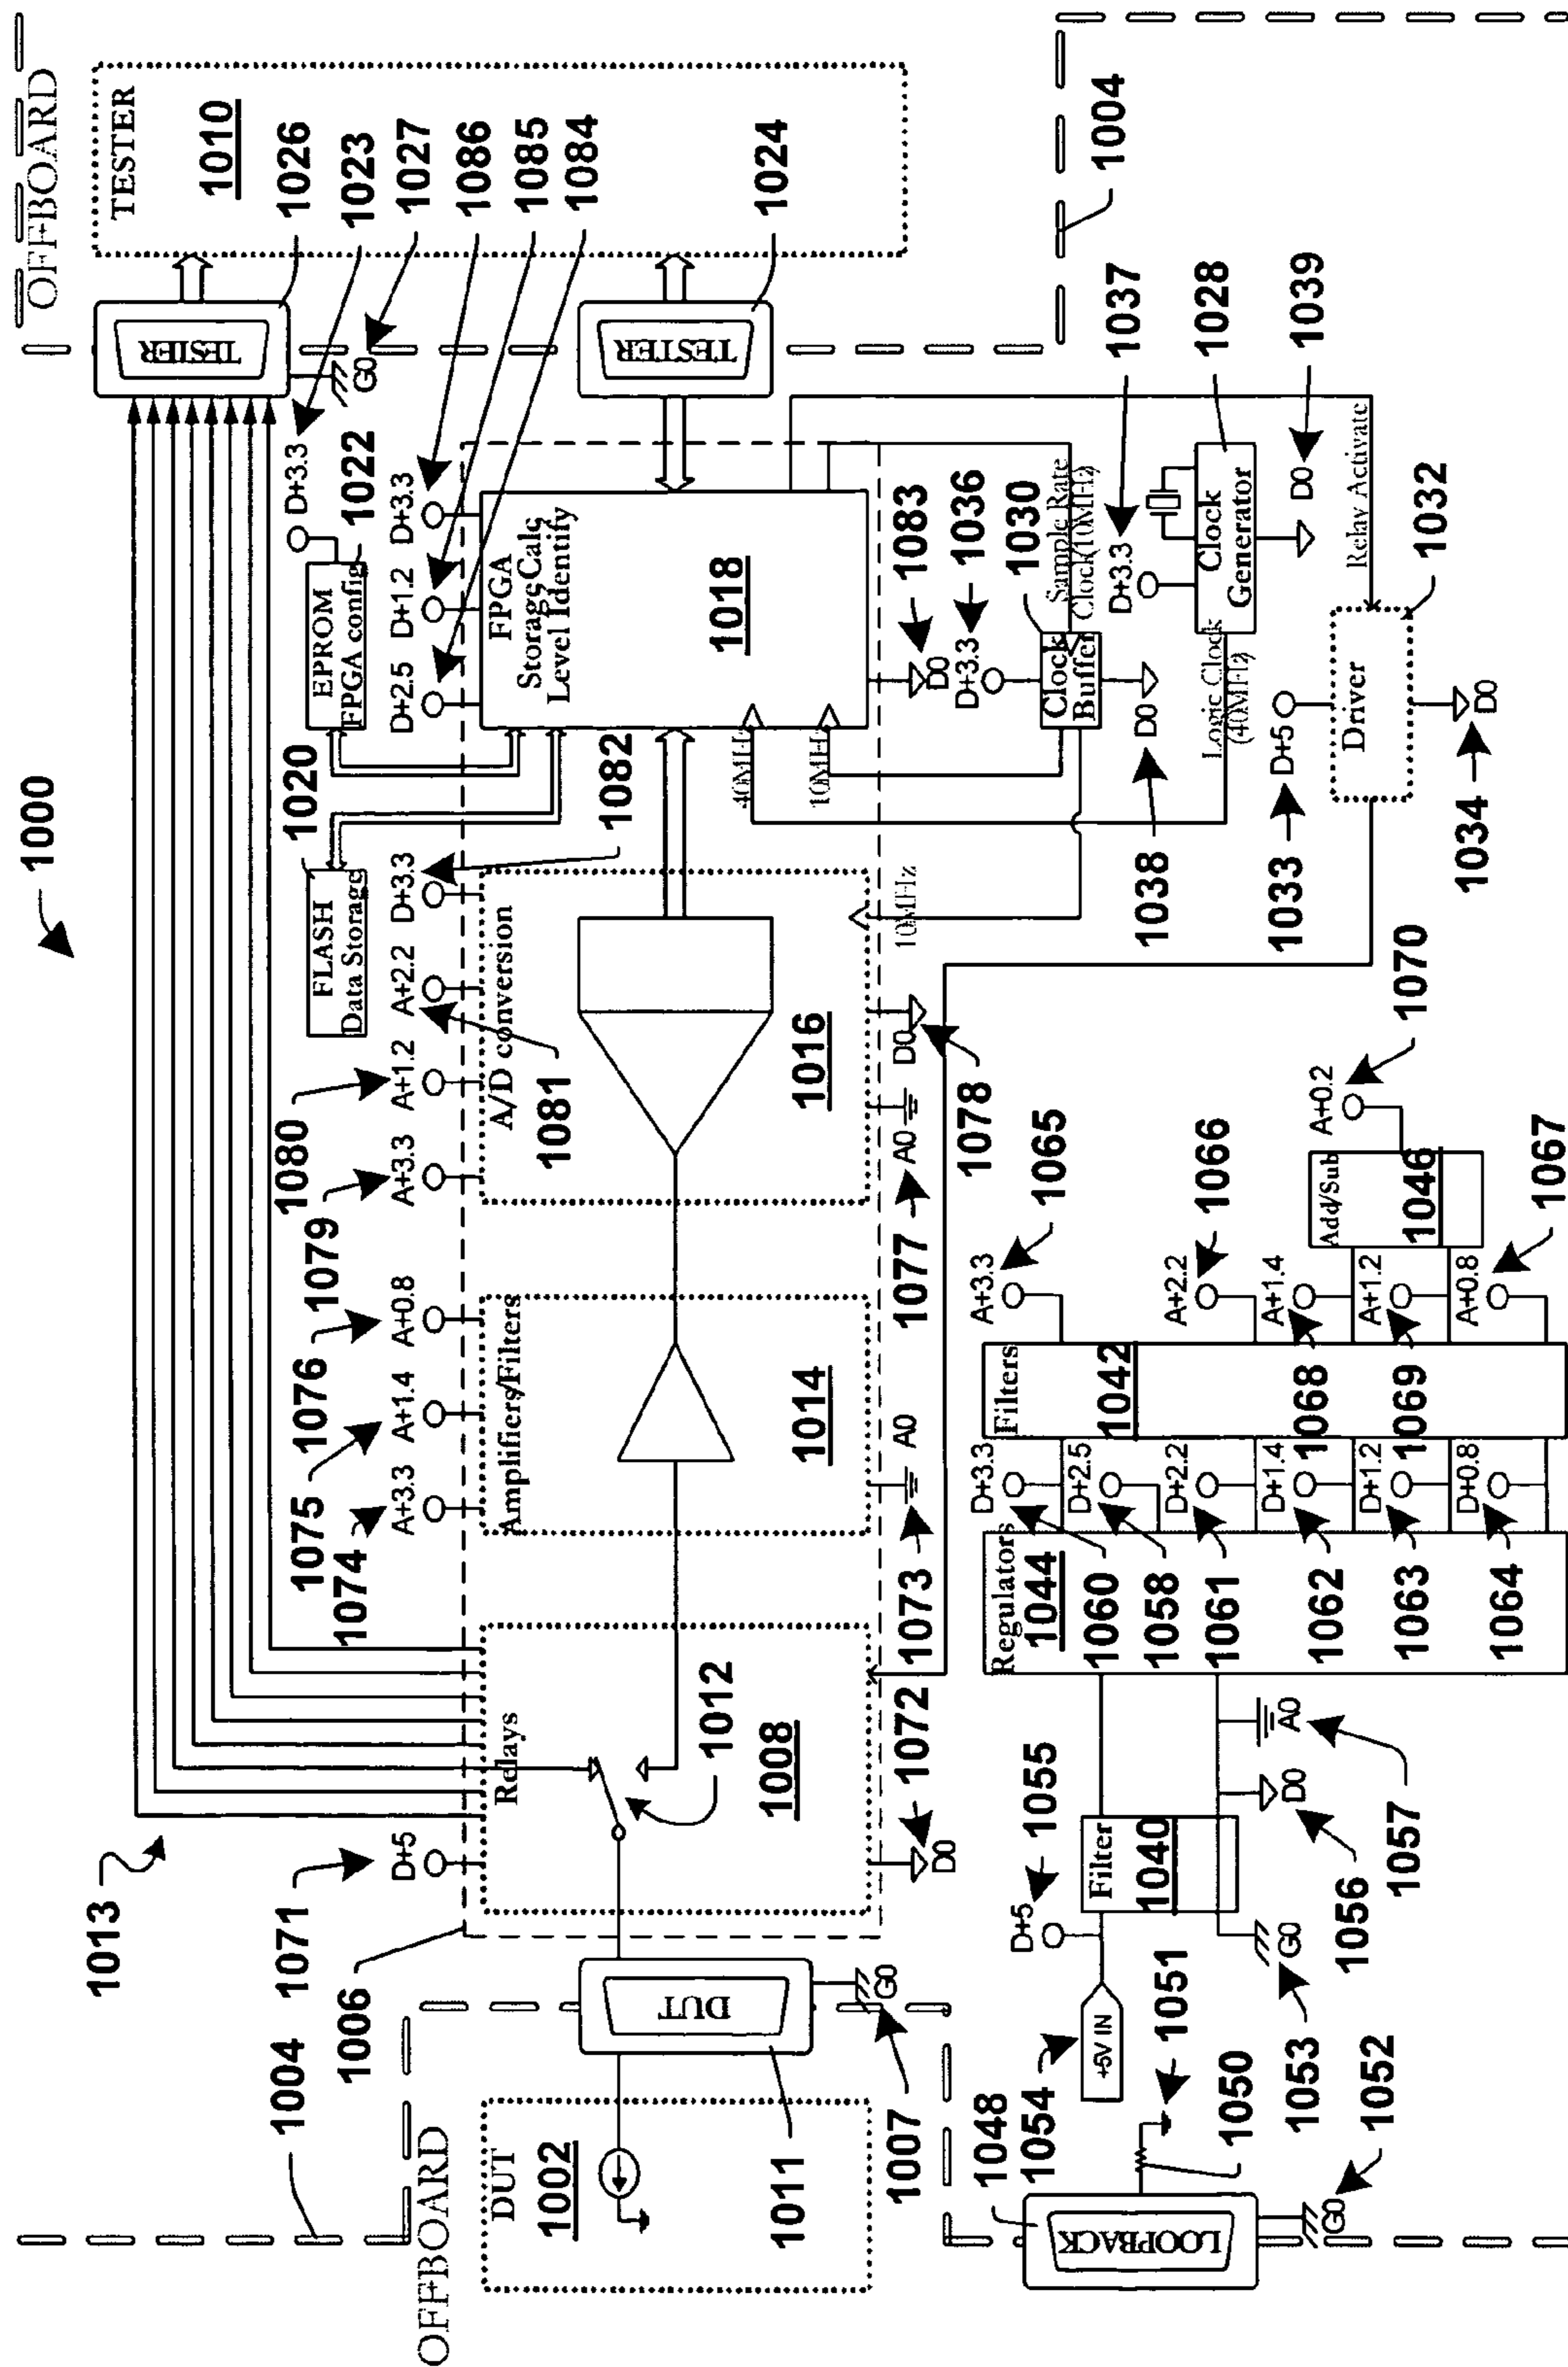 1000
OFFBOARD
TESTER
1010
1026
1023
1027
1086
1085
1084
1024
TESTER
TESTER
G0
D+3.3
1022
EPROM
FPGA config
1020
FLASH
Data Storage
1013
1071
D+5
1004
1006
OFFBOARD
DUT
1002
1011
DUT
G0
1007
Relays
1012
1008
1072
D0
1074
1075
1076
A+3.3
A+1.4
A+0.8
Amplifiers/Filters
1014
1073
A0
1079
1080
1081
1082
A+3.3
A+1.2
A+2.2
D+3.3
A/D conversion
1016
1077
A0
D0
1078
10MHz
D+2.5
D+1.2
D+3.3
FPGA
Storage,Calc
Level Identify
1018
40MHz
10MHz
D0
1083
D+3.3
1036
1030
Clock
Buffer
D0
1038
Sample Rate
Clock(10MHz)
1004
1037
D+3.3
1028
Clock
Generator
Logic Clock
(40MHz)
D0
1039
Relay Activate
1032
Driver
D+5
1033
D0
1034
1048
LOOPBACK
1050
1051
G0
1052
1054
+5V IN
D+5
1055
Filter
1040
G0
1053
D0
1056
A0
1057
Regulators
1044
1060
1058
1061
1062
1063
1064
D+3.3
D+2.5
D+2.2
D+1.4
D+1.2
D+0.8
Filters
1042
1068
1069
A+3.3
A+2.2
A+1.4
A+1.2
A+0.8
1065
1066
1067
Add/Sub
1046
A+0.2
1070